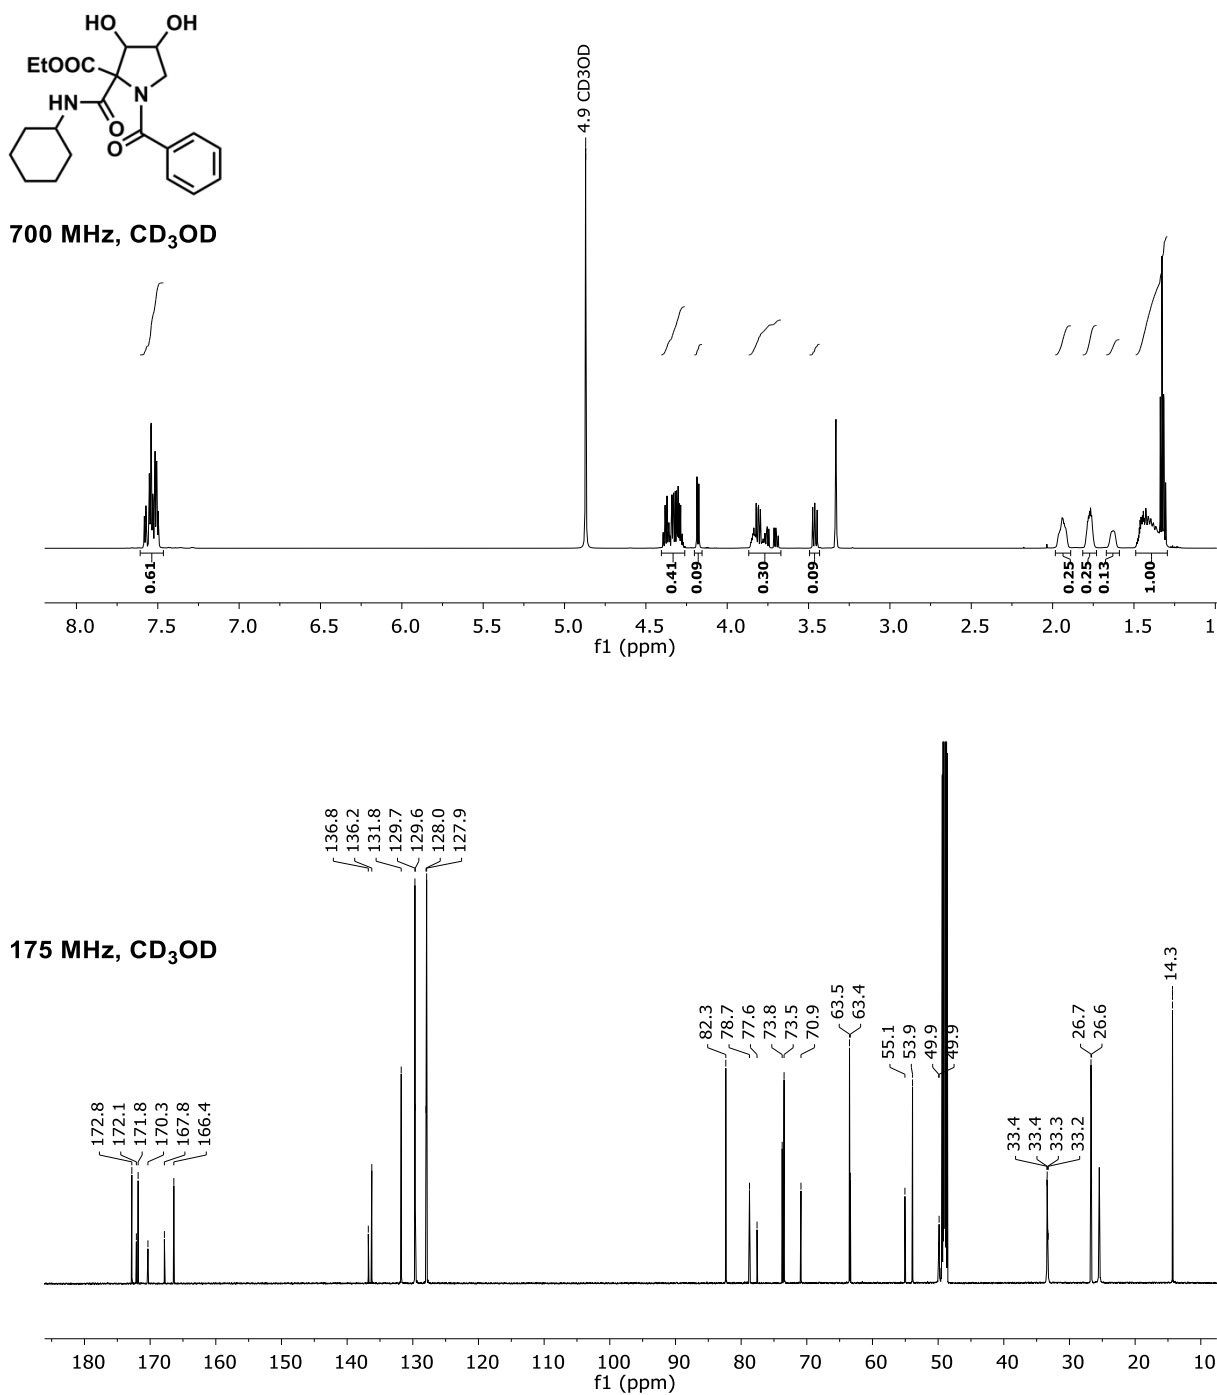 HO OH
EtOOC
HN N
O
O
700 MHz, CD3OD
4.9 CD3OD
0.61 0.41 0.09 0.30 0.09 0.25 0.25 0.13 1.00
8.0 7.5 7.0 6.5 6.0 5.5 5.0 4.5 4.0 3.5 3.0 2.5 2.0 1.5 1
f1 (ppm)
136.8 136.2 131.8 129.7 129.6 128.0 127.9
175 MHz, CD3OD
14.3
63.5 63.4
82.3 78.7 77.6 73.8 73.5 70.9
55.1 53.9 49.9 49.9
26.7 26.6
172.8 172.1 171.8 170.3 167.8 166.4
33.4 33.4 33.3 33.2
180 170 160 150 140 130 120 110 100 90 80 70 60 50 40 30 20 10
f1 (ppm)